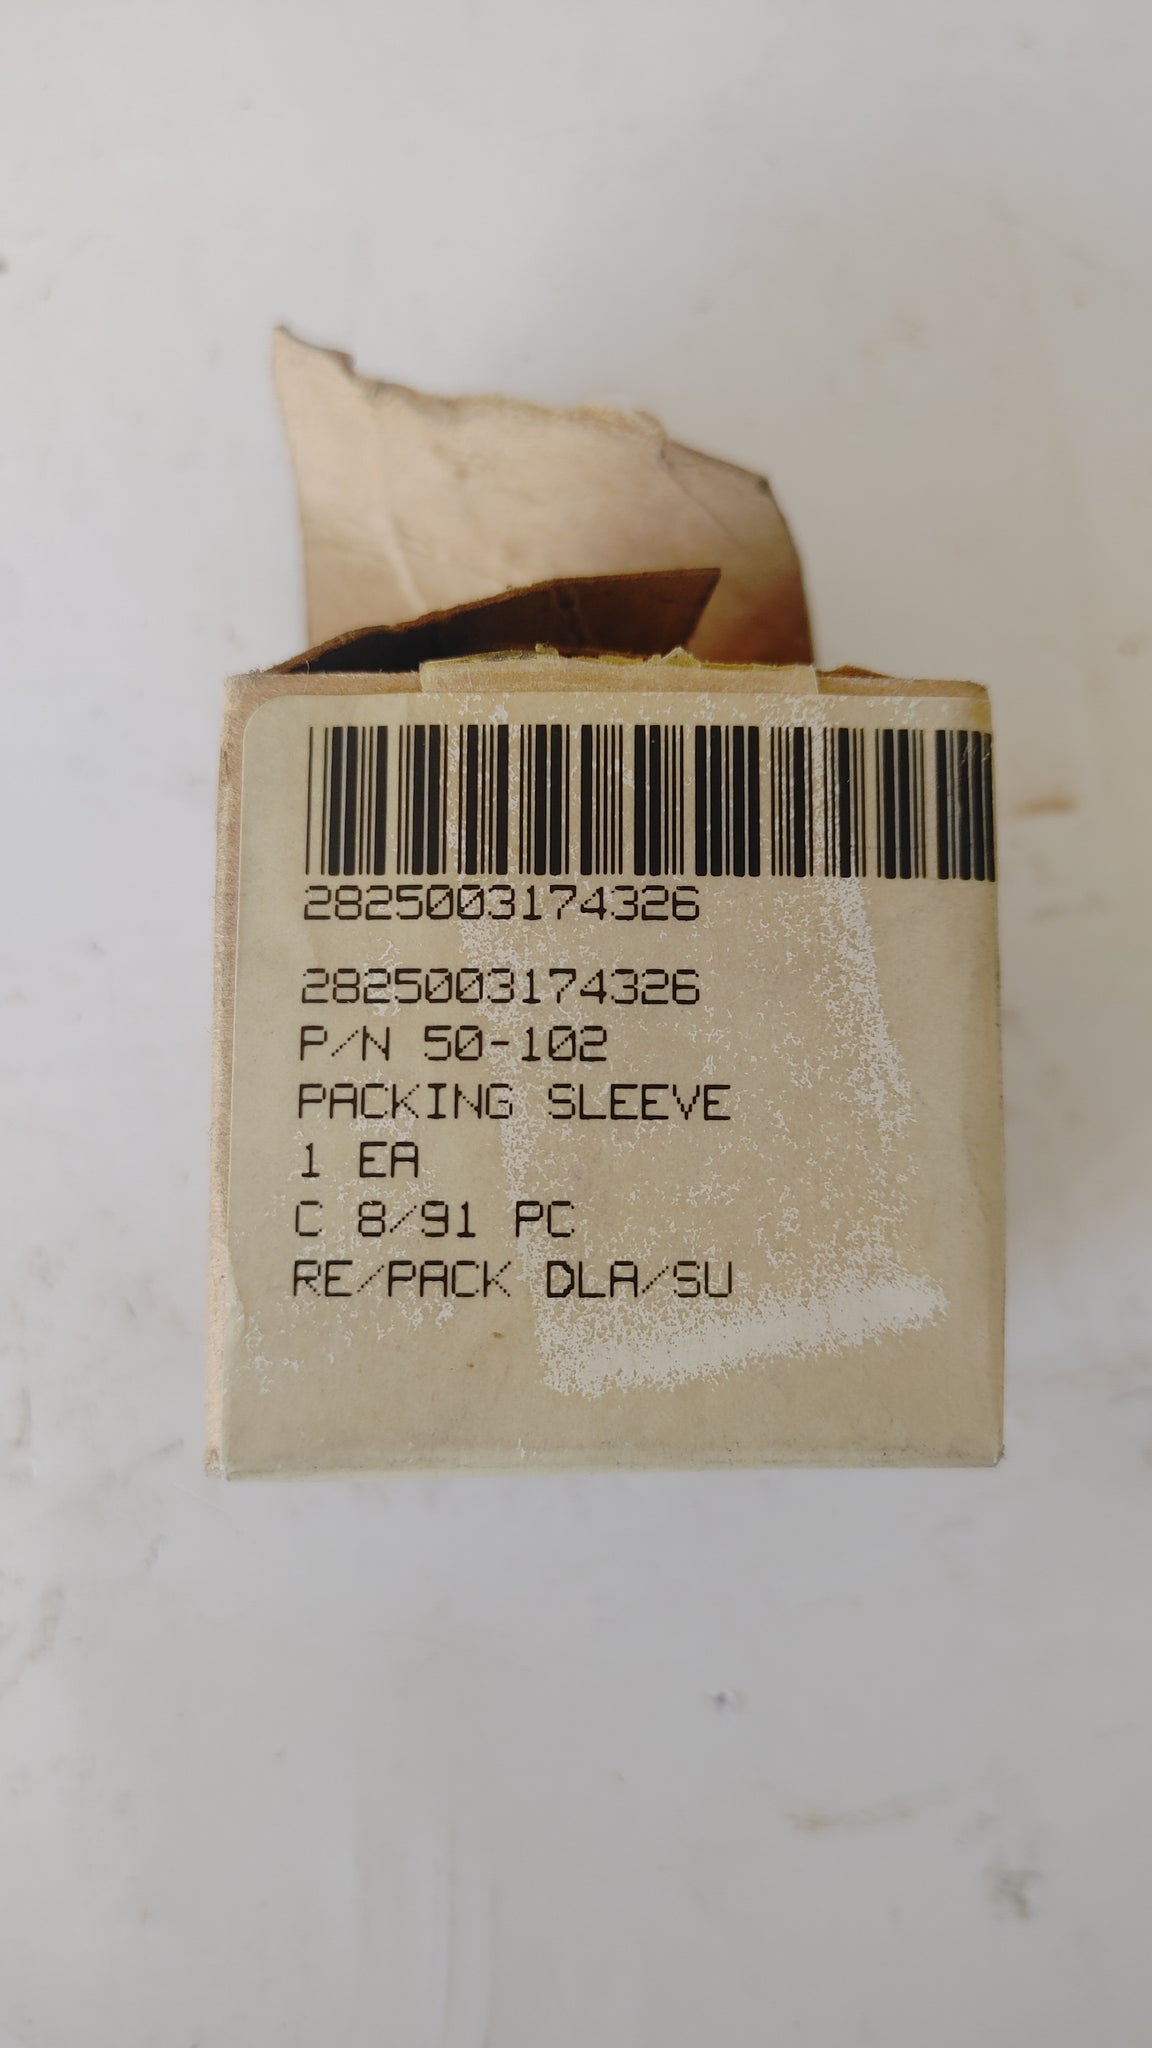 2825003174326
2825003174326
P/N 50-102
PACKING SLEEVE
1 EA
C 8/91 PC
RE/PACK DLA/SU